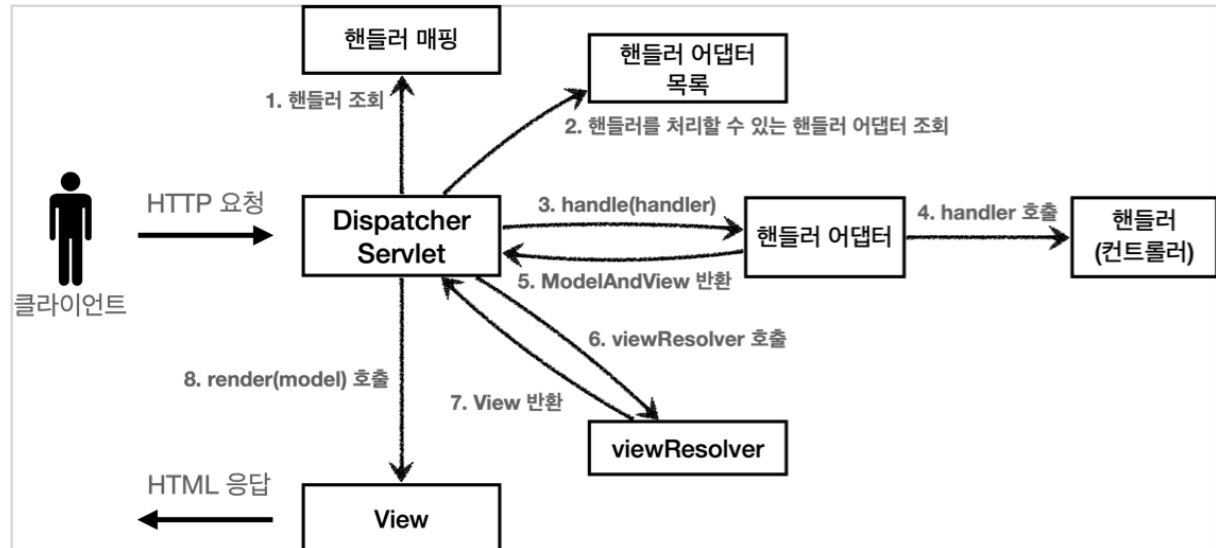 핸들러 매핑
핸들러 어댑터
목록
1. 핸들러 조회
2. 핸들러를 처리할 수 있는 핸들러 어댑터 조회
HTTP 요청
Dispatcher
Servlet
3. handle(handler)
핸들러 어댑터
4. handler 호출
핸들러
(컨트롤러)
클라이언트
5. ModelAndView 반환
6. viewResolver 호출
8. render(model) 호출
7. View 반환
viewResolver
HTML 응답
View